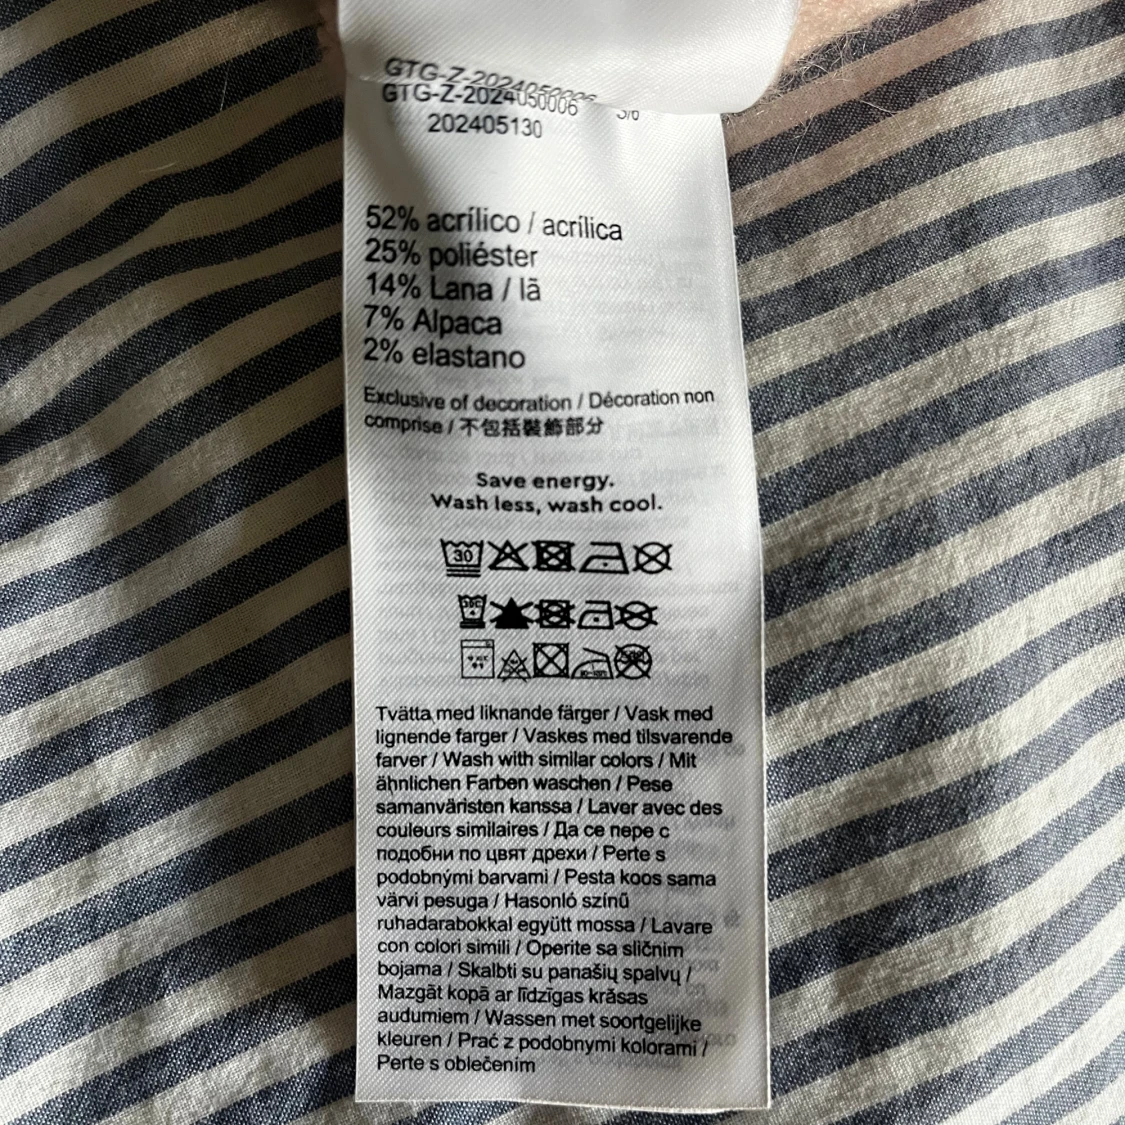 GTG-Z-20240500
GTG-Z-2024050006 3/6
202405130
52% acrílico / acrílica
25% poliéster
14% Lana / lã
7% Alpaca
2% elastano
Exclusive of decoration / Décoration non
comprise / 不包括裝飾部分
Save energy.
Wash less, wash cool.
30
Tvätta med liknande färger / Vask med
lignende farger / Vaskes med tilsvarende
farver / Wash with similar colors / Mit
ähnlichen Farben waschen / Pese
samanväristen kanssa / Laver avec des
couleurs similaires / Да се пере с
подобни по цвят дрехи / Perte s
podobnými barvami / Pesta koos sama
värvi pesuga / Hasonló színű
ruhadarabokkal együtt mossa / Lavare
con colori simili / Operite sa sličnim
bojama / Skalbti su panašių spalvų /
Mazgāt kopā ar līdzīgas krāsas
audumiem / Wassen met soortgelijke
kleuren / Prać z podobnymi kolorami /
Perte s oblečením